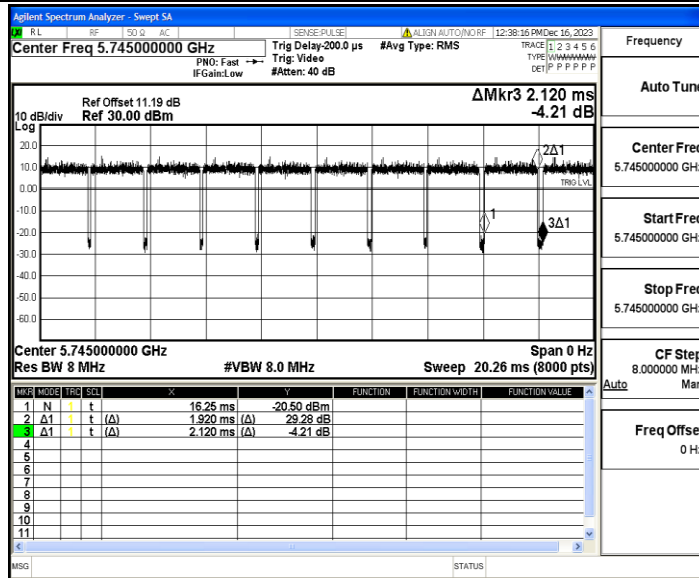 Agilent Spectrum Analyzer - Swept SA
RL RF 50 Ω AC SENSE:PULSE ALIGN AUTO/NO RF 12:38:16 PM Dec 16, 2023
Center Freq 5.745000000 GHz Trig Delay-200.0 µs #Avg Type: RMS TRACE 1 2 3 4 5 6
PNO: Fast Trig: Video TYPE WWWWWW
IFGain:Low #Atten: 40 dB DET P P P P P P
Frequency
ΔMkr3 2.120 ms
Ref Offset 11.19 dB
10 dB/div Ref 30.00 dBm -4.21 dB
Log
20.0
10.0
0.00
-10.0
-20.0
-30.0
-40.0
-50.0
-60.0
2Δ1
TRIG LVL
1
3Δ1
Center 5.745000000 GHz Span 0 Hz
Res BW 8 MHz #VBW 8.0 MHz Sweep 20.26 ms (8000 pts)
MKR MODE TRC SCL X Y FUNCTION FUNCTION WIDTH FUNCTION VALUE
1 N 1 t 16.25 ms -20.50 dBm
2 Δ1 1 t (Δ) 1.920 ms (Δ) 29.28 dB
3 Δ1 1 t (Δ) 2.120 ms (Δ) -4.21 dB
4
5
6
7
8
9
10
11
MSG STATUS
Auto Tune
Center Freq
5.745000000 GHz
Start Freq
5.745000000 GHz
Stop Freq
5.745000000 GHz
CF Step
8.000000 MHz
Auto Man
Freq Offset
0 Hz